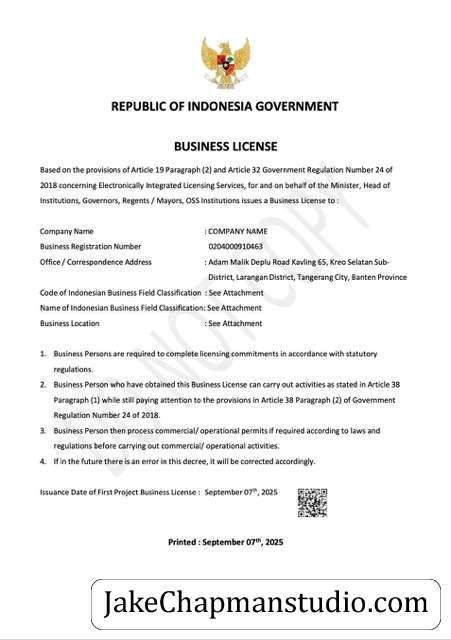 REPUBLIC OF INDONESIA GOVERNMENT
BUSINESS LICENSE
Based on the provisions of Article 19 Paragraph (2) and Article 32 Government Regulation Number 24 of
2018 concerning Electronically Integrated Licensing Services, for and on behalf of the Minister, Head of
Institutions, Governors, Regents / Mayors, OSS Institutions issues a Business License to :
Company Name : COMPANY NAME
Business Registration Number 0204000910463
Office / Correspondence Address : Adam Malik Deplu Road Kavling 65, Kreo Selatan Sub-
District, Larangan District, Tangerang City, Banten Province
Code of Indonesian Business Field Classification : See Attachment
Name of Indonesian Business Field Classification: See Attachment
Business Location : See Attachment
1. Business Persons are required to complete licensing commitments in accordance with statutory
regulations.
2. Business Person who have obtained this Business License can carry out activities as stated in Article 38
Paragraph (1) while still paying attention to the provisions in Article 38 Paragraph (2) of Government
Regulation Number 24 of 2018.
3. Business Person then process commercial/ operational permits if required according to laws and
regulations before carrying out commercial/ operational activities.
4. If in the future there is an error in this decree, it will be corrected accordingly.
Issuance Date of First Project Business License : September 07th, 2025
Printed : September 07th, 2025
JakeChapmanstudio.com